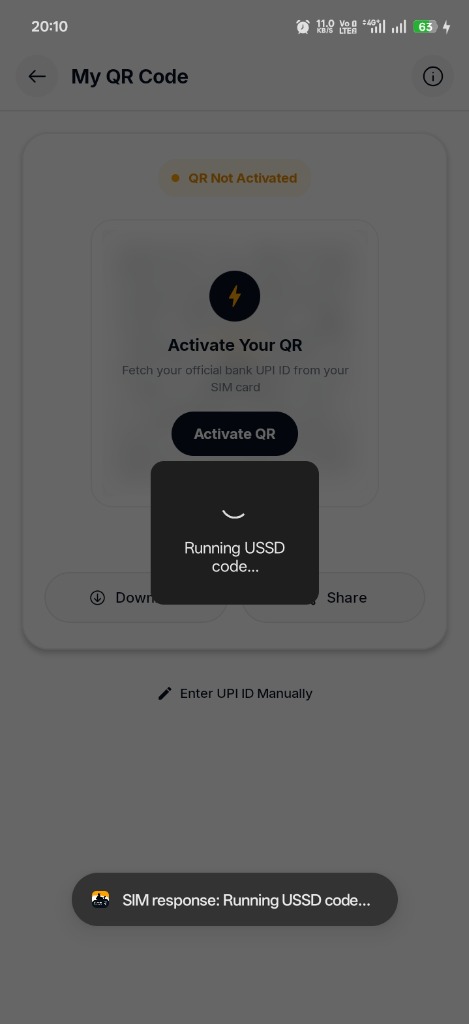 20:10
11.0 KB/S
Vo LTE
4G+
63
My QR Code
QR Not Activated
Activate Your QR
Fetch your official bank UPI ID from your
SIM card
Activate QR
Running USSD
code...
Down
Share
Enter UPI ID Manually
SIM response: Running USSD code...